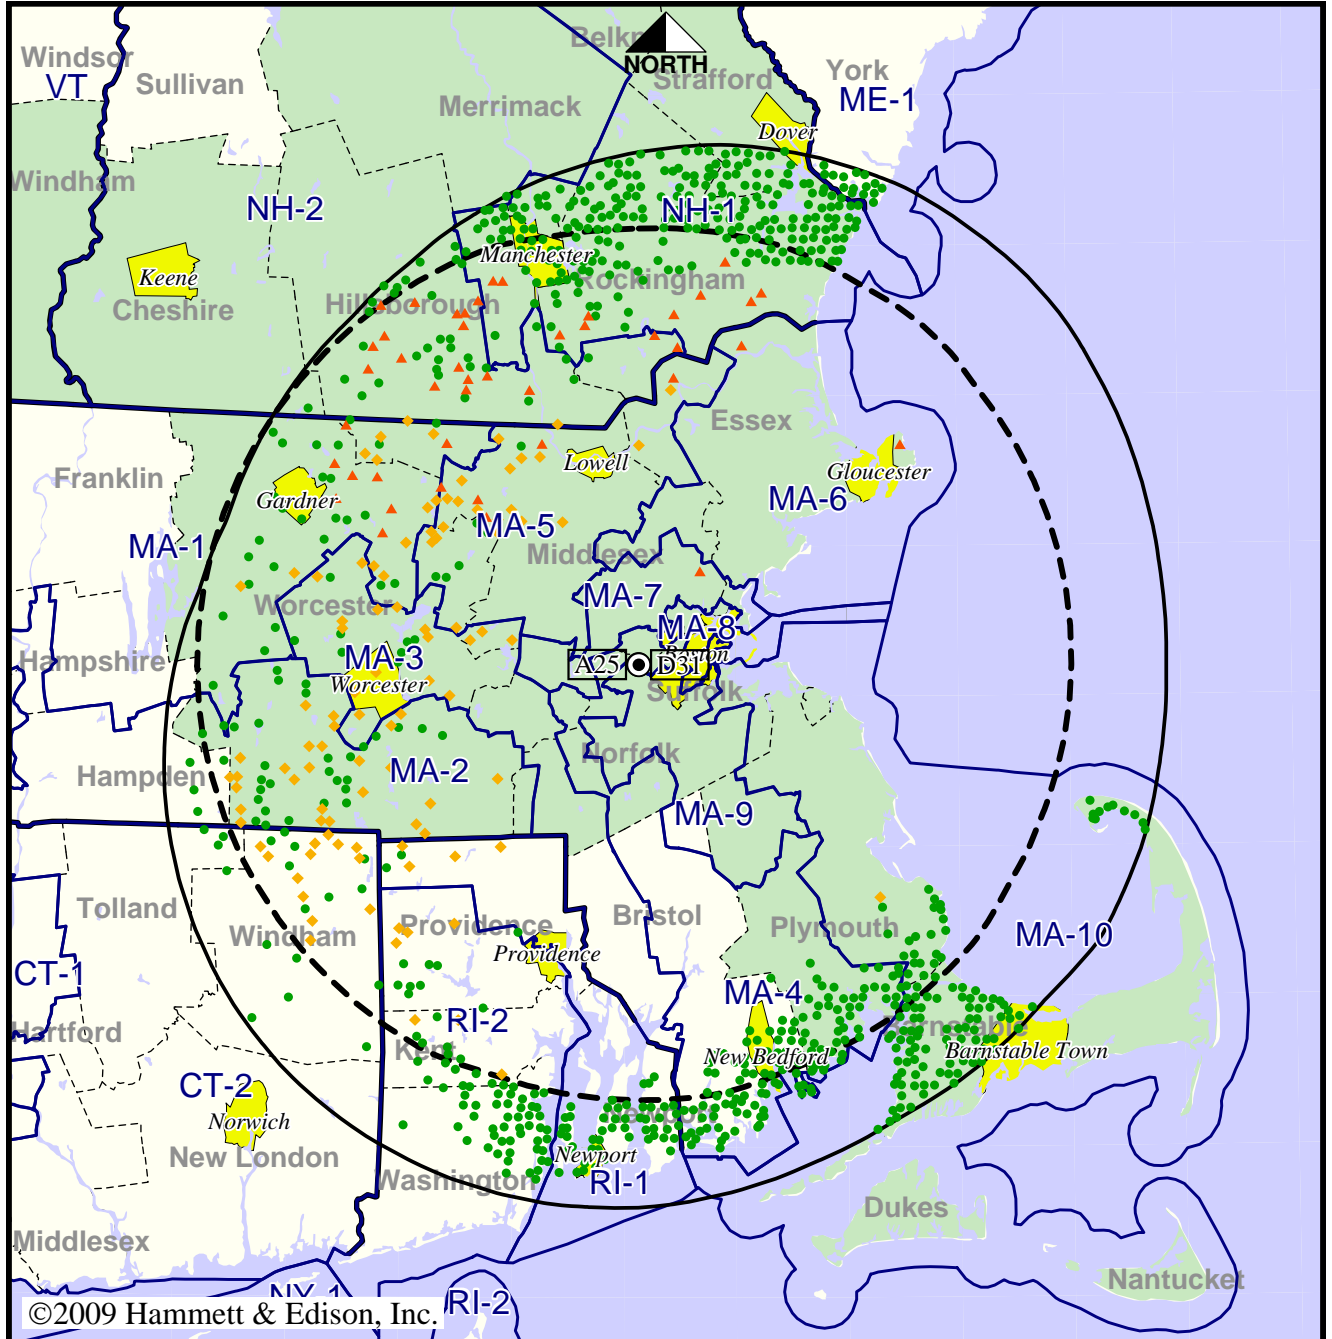 Windsor
VT
Sullivan
NORTH
Strafford
York
ME-1
Merrimack
Dover
Windham
NH-2
NH-1
Manchester
Keene
Rockingham
Cheshire
Hillsborough
Essex
Franklin
Lowell
Gloucester
Gardner
MA-6
MA-5
MA-1
Middlesex
MA-7
Worcester
MA-8
MA-3
Boston
Hampshire
A25
D31
Worcester
Suffolk
Norfolk
Hampden
MA-2
MA-9
Tolland
Bristol
Providence
Plymouth
Windham
MA-10
Providence
CT-1
MA-4
RI-2
Hartford
Barnstable
Kent
Barnstable Town
New Bedford
CT-2
Newport
Norwich
Newport
New London
Washington
RI-1
Dukes
Middlesex
Nantucket
NY-1
RI-2
©2009 Hammett & Edison, Inc.